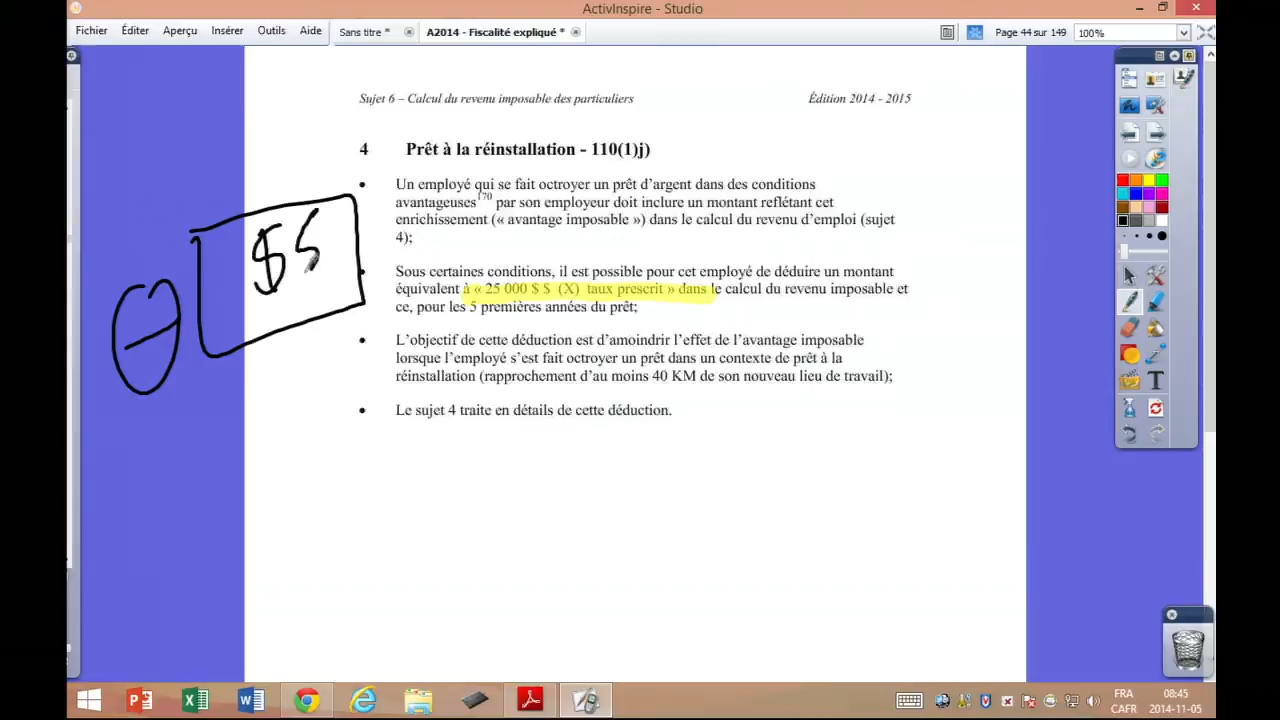 ActivInspire - Studio
Fichier Éditer Aperçu Insérer Outils Aide
Sans titre * A2014 - Fiscalité expliqué * Page 44 sur 149 100%
Sujet 6 – Calcul du revenu imposable des particuliers Édition 2014 - 2015
4 Prêt à la réinstallation - 110(1)j)
• Un employé qui se fait octroyer un prêt d'argent dans des conditions
avantageuses170 par son employeur doit inclure un montant reflétant cet
enrichissement (« avantage imposable ») dans le calcul du revenu d'emploi (sujet
4);
• Sous certaines conditions, il est possible pour cet employé de déduire un montant
équivalent à « 25 000 $ $ (X) taux prescrit » dans le calcul du revenu imposable et
ce, pour les 5 premières années du prêt;
• L'objectif de cette déduction est d'amoindrir l'effet de l'avantage imposable
lorsque l'employé s'est fait octroyer un prêt dans un contexte de prêt à la
réinstallation (rapprochement d'au moins 40 KM de son nouveau lieu de travail);
• Le sujet 4 traite en détails de cette déduction.
FRA
CAFR
08:45
2014-11-05